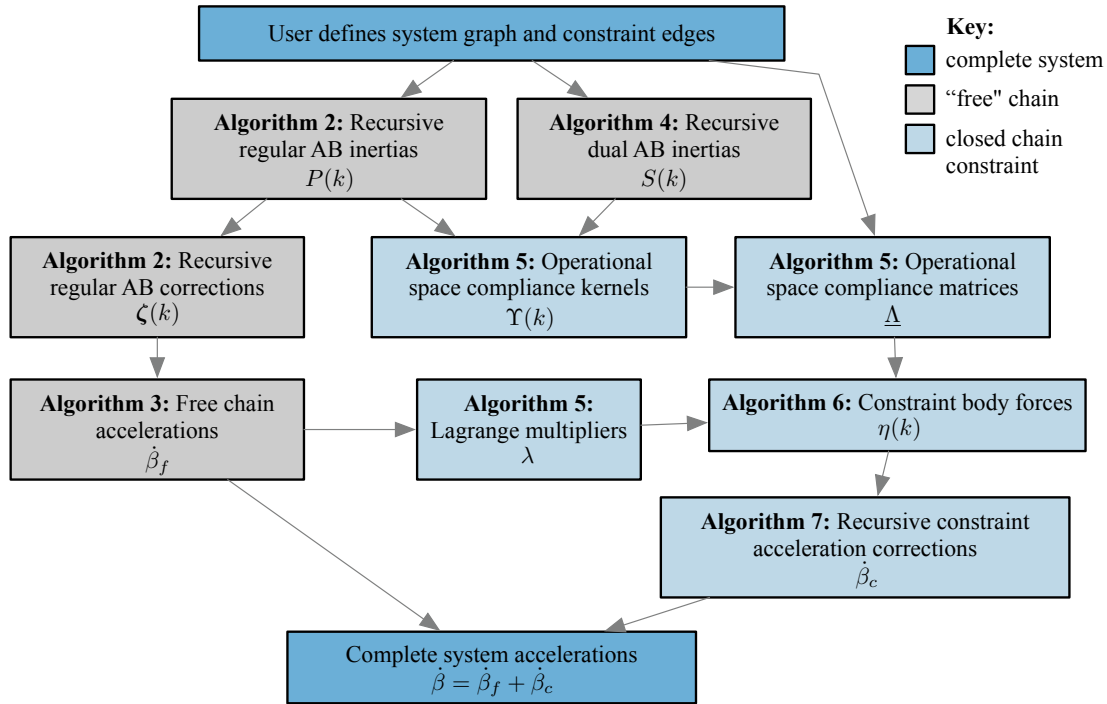 User defines system graph and constraint edges
Key:
complete system
“free" chain
closed chain
constraint
Algorithm 2: Recursive
regular AB inertias
P(k)
Algorithm 4: Recursive
dual AB inertias
S(k)
Algorithm 2: Recursive
regular AB corrections
ζ(k)
Algorithm 5: Operational
space compliance kernels
Υ(k)
Algorithm 5: Operational
space compliance matrices
Λ
Algorithm 3: Free chain
accelerations
β̇_f
Algorithm 5:
Lagrange multipliers
λ
Algorithm 6: Constraint body forces
η(k)
Algorithm 7: Recursive constraint
acceleration corrections
β̇_c
Complete system accelerations
β̇ = β̇_f + β̇_c